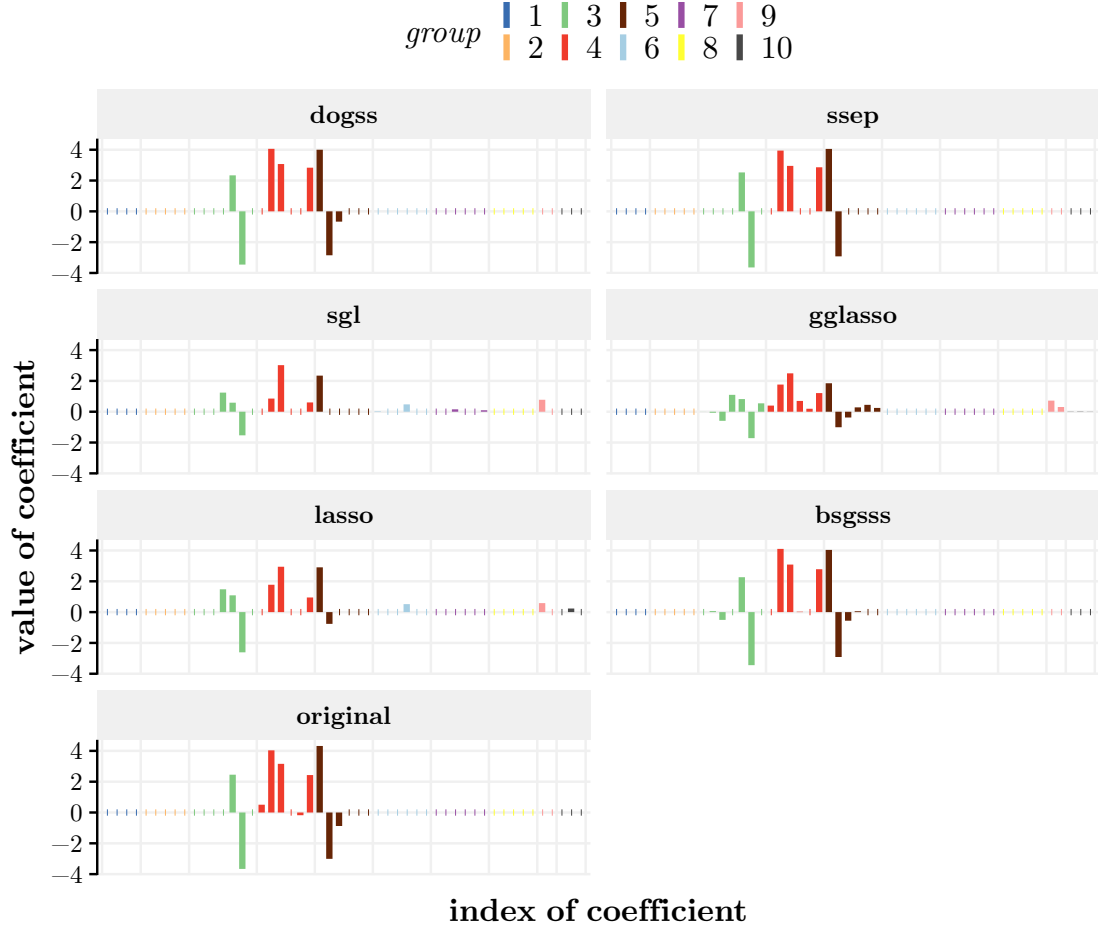 group 1 3 5 7 9
2 4 6 8 10
dogss ssep
4
2
0
−2
−4
sgl gglasso
4
2
0
−2
−4
lasso bsgsss
4
2
0
−2
−4
original
4
2
0
−2
−4
value of coefficient
index of coefficient